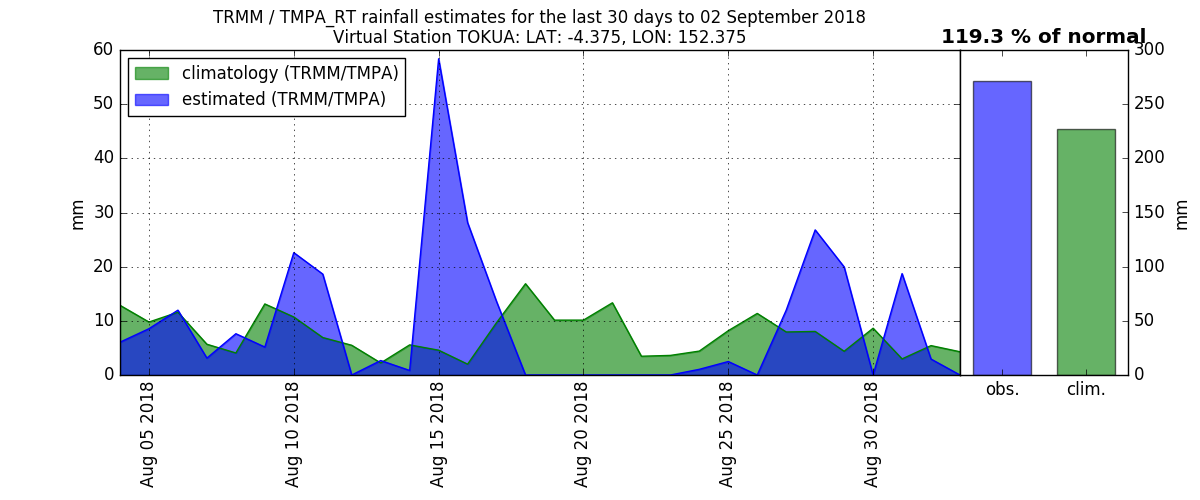 TRMM / TMPA_RT rainfall estimates for the last 30 days to 02 September 2018
Virtual Station TOKUA: LAT: -4.375, LON: 152.375
119.3 % of normal
climatology (TRMM/TMPA)
estimated (TRMM/TMPA)
60
50
40
30
20
10
0
mm
Aug 05 2018
Aug 10 2018
Aug 15 2018
Aug 20 2018
Aug 25 2018
Aug 30 2018
300
250
200
150
100
50
0
mm
obs.
clim.